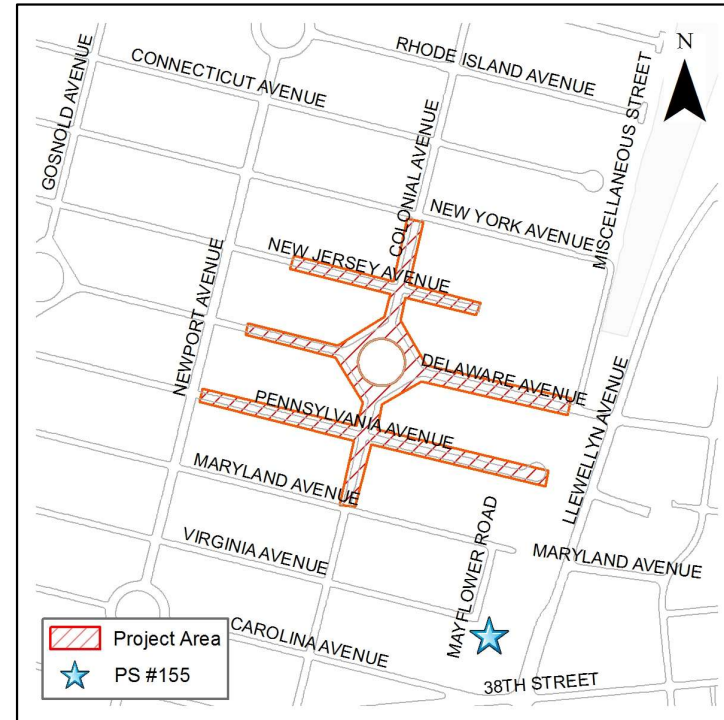 RHODE ISLAND AVENUE
N
CONNECTICUT AVENUE
GOSNOLD AVENUE
COLONIAL AVENUE
MISCELLANEOUS STREET
NEW YORK AVENUE
NEW JERSEY AVENUE
NEWPORT AVENUE
DELAWARE AVENUE
PENNSYLVANIA AVENUE
LLEWELLYN AVENUE
MARYLAND AVENUE
MAYFLOWER ROAD
VIRGINIA AVENUE
MARYLAND AVENUE
CAROLINA AVENUE
38TH STREET
Project Area
PS #155